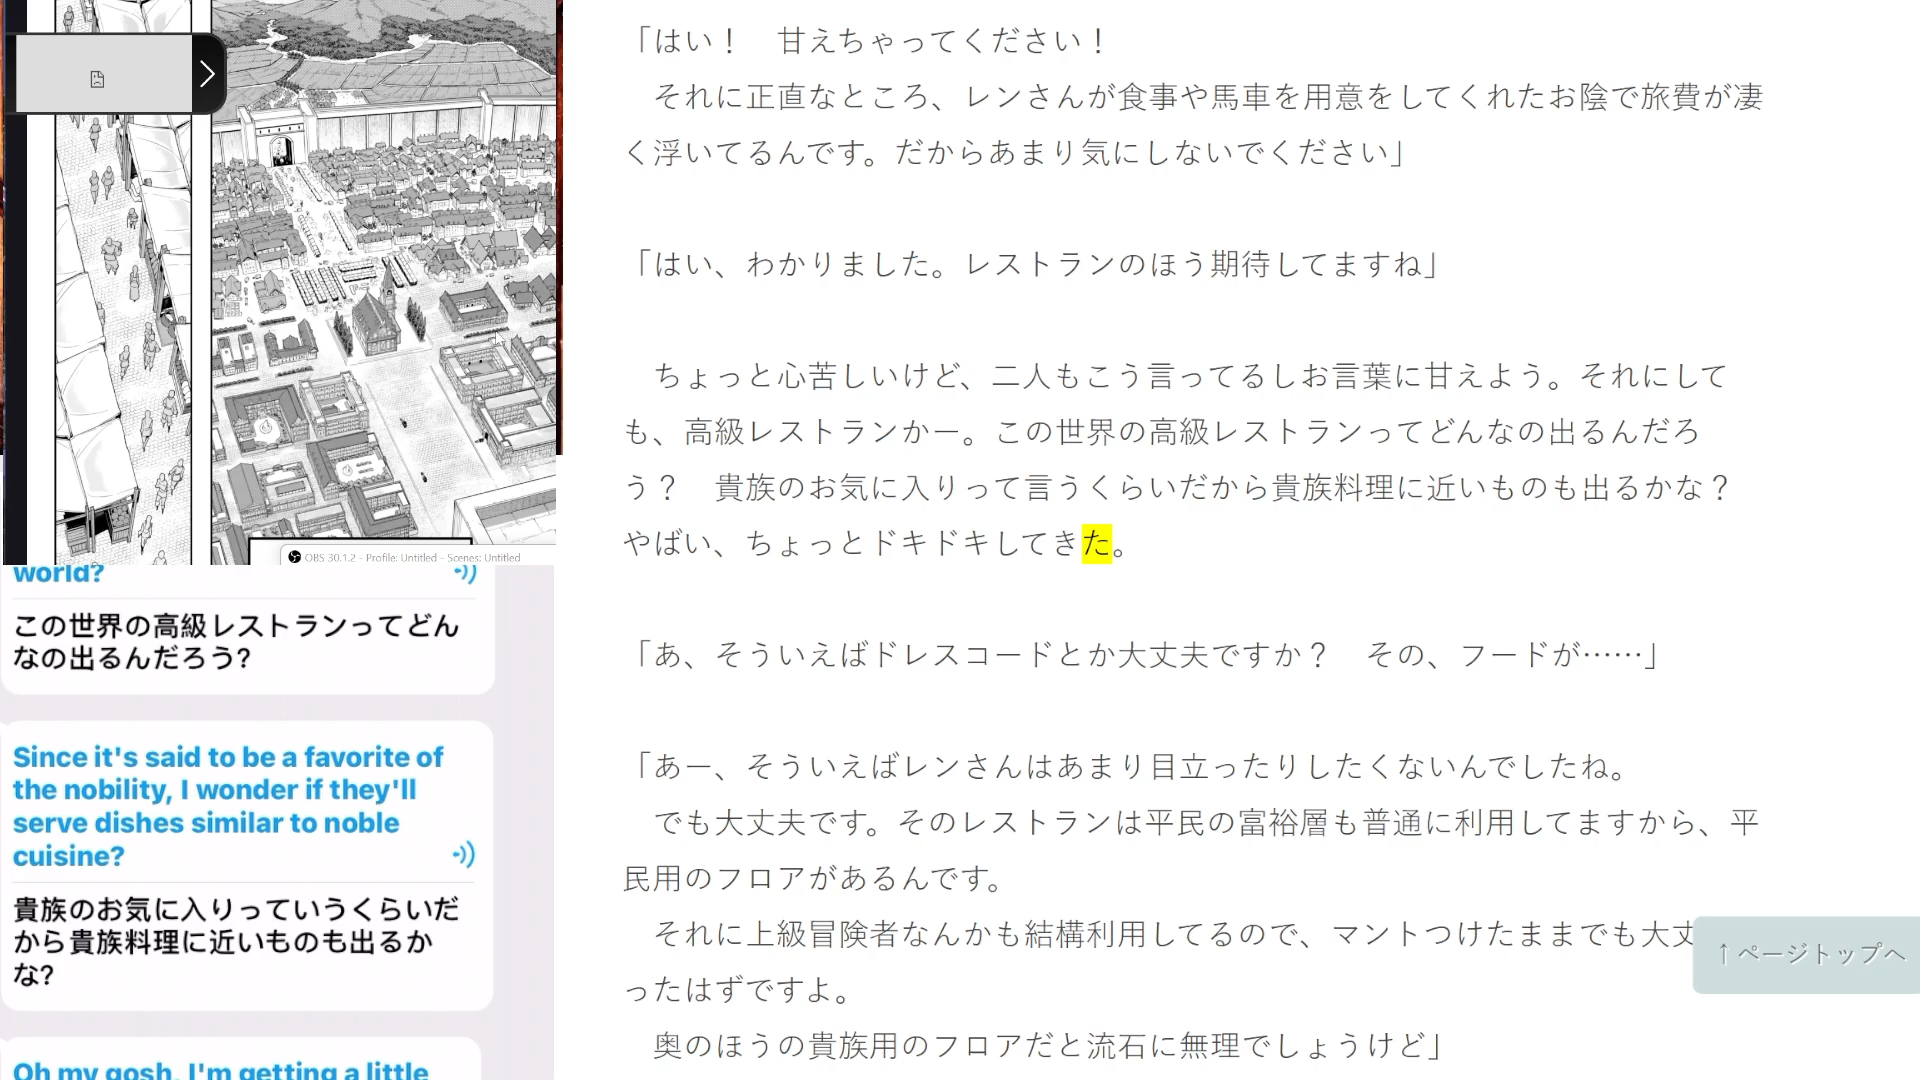 OBS 30.1.2 - Profile: Untitled - Scenes: Untitled
world?
この世界の高級レストランってどん
なの出るんだろう?
Since it's said to be a favorite of
the nobility, I wonder if they'll
serve dishes similar to noble
cuisine?
貴族のお気に入りっていうくらいだ
から貴族料理に近いものも出るか
な?
Oh my gosh, I'm getting a little
「はい！　甘えちゃってください！
　それに正直なところ、レンさんが食事や馬車を用意をしてくれたお陰で旅費が凄
く浮いてるんです。だからあまり気にしないでください」
「はい、わかりました。レストランのほう期待してますね」
　ちょっと心苦しいけど、二人もこう言ってるしお言葉に甘えよう。それにして
も、高級レストランかー。この世界の高級レストランってどんなの出るんだろ
う？　貴族のお気に入りって言うくらいだから貴族料理に近いものも出るかな？
やばい、ちょっとドキドキしてきた。
「あ、そういえばドレスコードとか大丈夫ですか？　その、フードが……」
「あー、そういえばレンさんはあまり目立ったりしたくないんでしたね。
　でも大丈夫です。そのレストランは平民の富裕層も普通に利用してますから、平
民用のフロアがあるんです。
　それに上級冒険者なんかも結構利用してるので、マントつけたままでも大丈
ったはずですよ。
　奥のほうの貴族用のフロアだと流石に無理でしょうけど」
↑ページトップへ